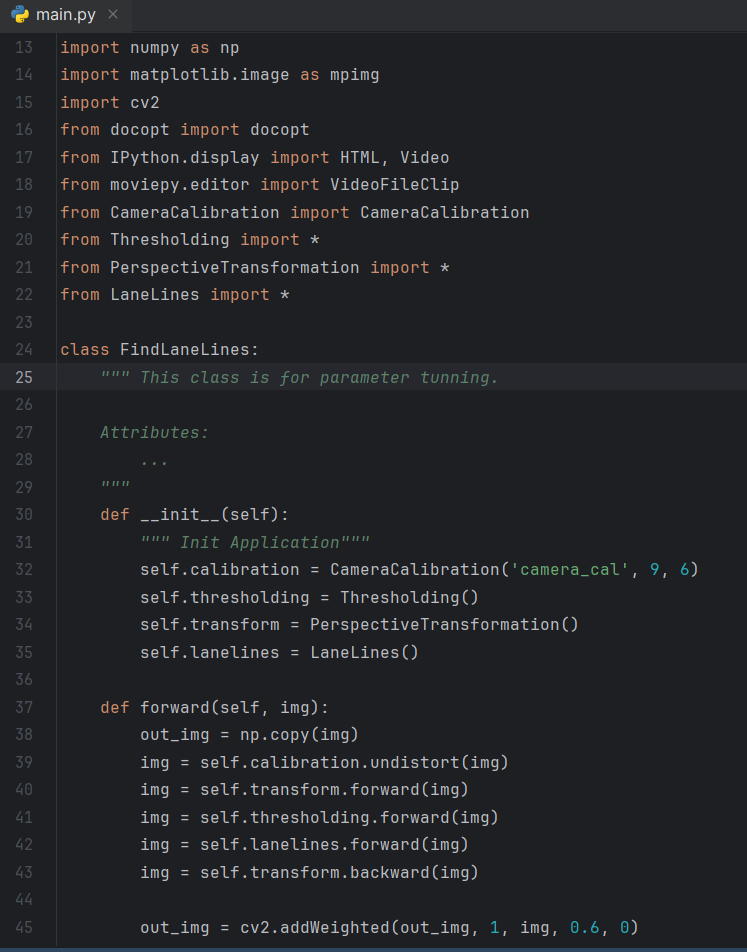 main.py ×
13 import numpy as np
14 import matplotlib.image as mpimg
15 import cv2
16 from docopt import docopt
17 from IPython.display import HTML, Video
18 from moviepy.editor import VideoFileClip
19 from CameraCalibration import CameraCalibration
20 from Thresholding import *
21 from PerspectiveTransformation import *
22 from LaneLines import *
23
24 class FindLaneLines:
25     """ This class is for parameter tunning.
26
27     Attributes:
28         ...
29     """
30     def __init__(self):
31         """ Init Application"""
32         self.calibration = CameraCalibration('camera_cal', 9, 6)
33         self.thresholding = Thresholding()
34         self.transform = PerspectiveTransformation()
35         self.lanelines = LaneLines()
36
37     def forward(self, img):
38         out_img = np.copy(img)
39         img = self.calibration.undistort(img)
40         img = self.transform.forward(img)
41         img = self.thresholding.forward(img)
42         img = self.lanelines.forward(img)
43         img = self.transform.backward(img)
44
45         out_img = cv2.addWeighted(out_img, 1, img, 0.6, 0)